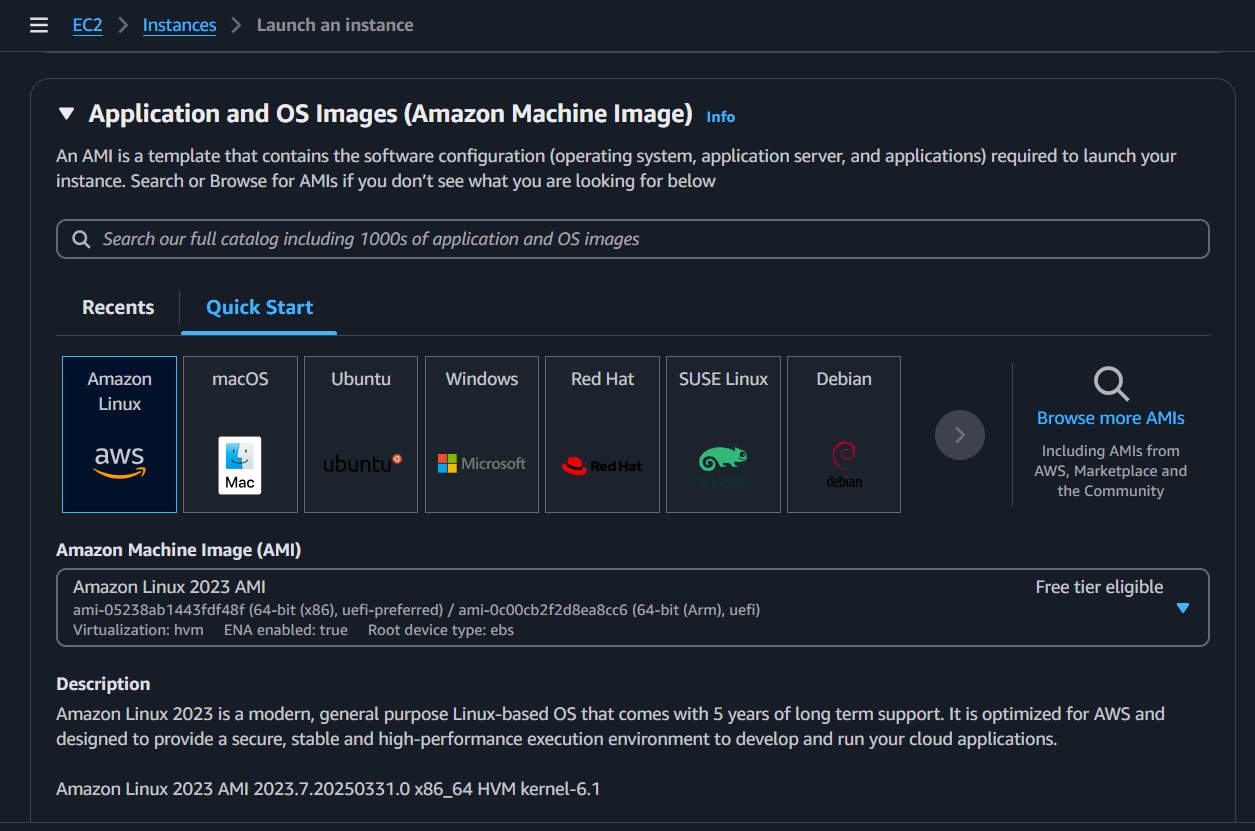 EC2 > Instances > Launch an instance
Application and OS Images (Amazon Machine Image) Info
An AMI is a template that contains the software configuration (operating system, application server, and applications) required to launch your
instance. Search or Browse for AMIs if you don’t see what you are looking for below
Search our full catalog including 1000s of application and OS images
Recents
Quick Start
Amazon
Linux
aws
macOS
Mac
Ubuntu
ubuntu
Windows
Microsoft
Red Hat
Red Hat
SUSE Linux
SUSE
Debian
debian
Browse more AMIs
Including AMIs from
AWS, Marketplace and
the Community
Amazon Machine Image (AMI)
Amazon Linux 2023 AMI
Free tier eligible
ami-05238ab1443fdf48f (64-bit (x86), uefi-preferred) / ami-0c00cb2f2d8ea8cc6 (64-bit (Arm), uefi)
Virtualization: hvm ENA enabled: true Root device type: ebs
Description
Amazon Linux 2023 is a modern, general purpose Linux-based OS that comes with 5 years of long term support. It is optimized for AWS and
designed to provide a secure, stable and high-performance execution environment to develop and run your cloud applications.
Amazon Linux 2023 AMI 2023.7.20250331.0 x86_64 HVM kernel-6.1